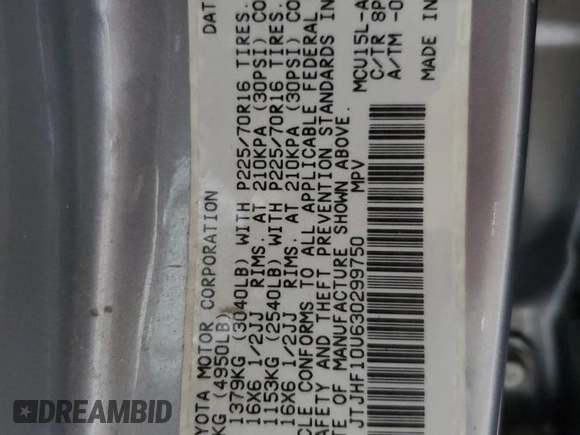 DAT
YOTA MOTOR CORPORATION
KG (4950LB)
1379KG (3040LB) WITH P225/70R16 TIRES.
16X6 1/2JJ RIMS. AT 210KPA (30PSI) CO
1153KG (2540LB) WITH P225/70R16 TIRES.
16X6 1/2JJ RIMS. AT 210KPA (30PSI) CO
CLE CONFORMS TO ALL APPLICABLE FEDERAL
AFETY AND THEFT PREVENTION STANDARDS IN
TE OF MANUFACTURE SHOWN ABOVE.
JTJHF10U630299750 MPV
MCU15L-A
C/TR 8P
A/TM -0
MADE IN
DREAMBID